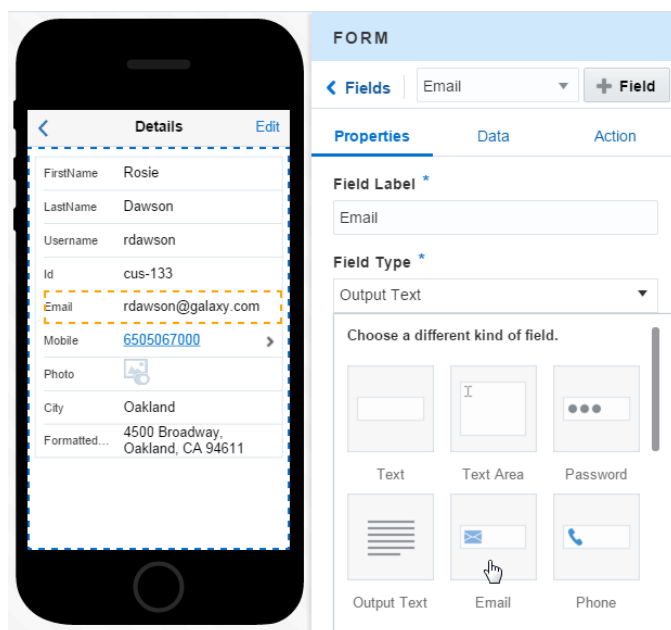 Details
Edit
FirstName Rosie
LastName Dawson
Username rdawson
Id cus-133
Email rdawson@galaxy.com
Mobile 6505067000
Photo
City Oakland
Formatted... 4500 Broadway,
Oakland, CA 94611
FORM
Fields
Email
Field
Properties Data Action
Field Label *
Email
Field Type *
Output Text
Choose a different kind of field.
Text Text Area Password
Output Text Email Phone